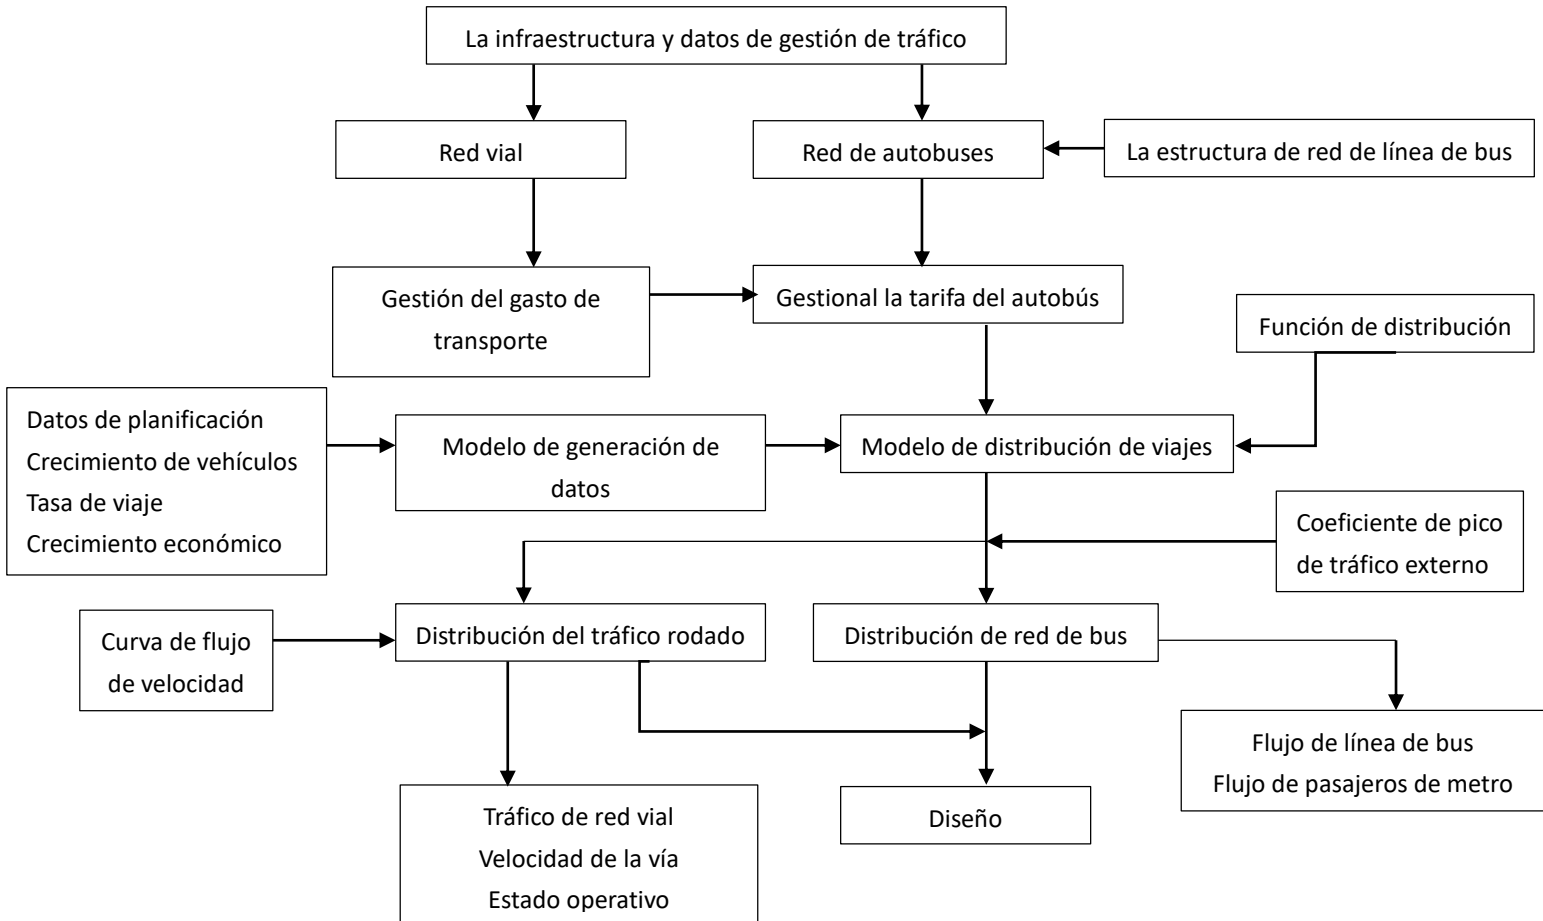 La infraestructura y datos de gestión de tráfico
Red vial
Red de autobuses
La estructura de red de línea de bus
Gestión del gasto de
transporte
Gestional la tarifa del autobús
Función de distribución
Datos de planificación
Crecimiento de vehículos
Tasa de viaje
Crecimiento económico
Modelo de generación de
datos
Modelo de distribución de viajes
Coeficiente de pico
de tráfico externo
Curva de flujo
de velocidad
Distribución del tráfico rodado
Distribución de red de bus
Flujo de línea de bus
Flujo de pasajeros de metro
Tráfico de red vial
Velocidad de la vía
Estado operativo
Diseño